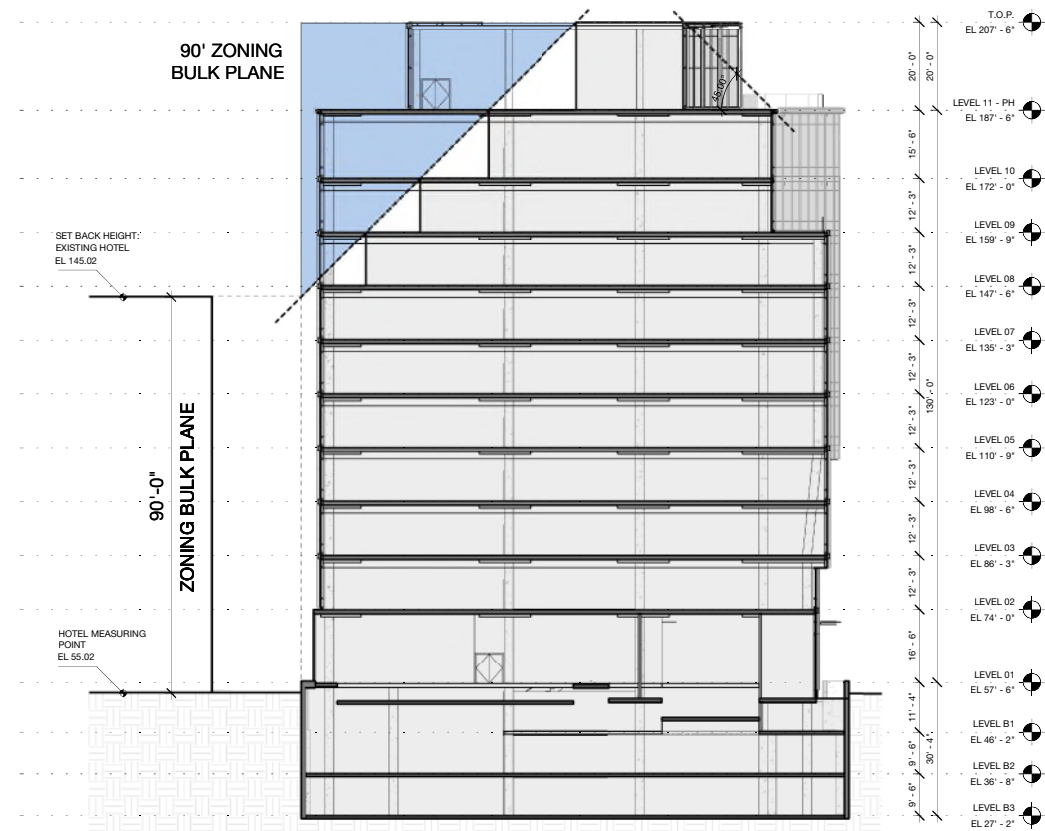 90' ZONING
BULK PLANE
SET BACK HEIGHT:
EXISTING HOTEL
EL 145.02
90'-0"
ZONING BULK PLANE
HOTEL MEASURING
POINT
EL 55.02
45.00°
20' - 0"
20' - 0"
15' - 6"
12' - 3"
12' - 3"
12' - 3"
12' - 3"
12' - 3"
130' - 0"
12' - 3"
12' - 3"
12' - 3"
16' - 6"
11' - 4"
9' - 6"
30' - 4"
9' - 6"
T.O.P.
EL 207' - 6"
LEVEL 11 - PH
EL 187' - 6"
LEVEL 10
EL 172' - 0"
LEVEL 09
EL 159' - 9"
LEVEL 08
EL 147' - 6"
LEVEL 07
EL 135' - 3"
LEVEL 06
EL 123' - 0"
LEVEL 05
EL 110' - 9"
LEVEL 04
EL 98' - 6"
LEVEL 03
EL 86' - 3"
LEVEL 02
EL 74' - 0"
LEVEL 01
EL 57' - 6"
LEVEL B1
EL 46' - 2"
LEVEL B2
EL 36' - 8"
LEVEL B3
EL 27' - 2"